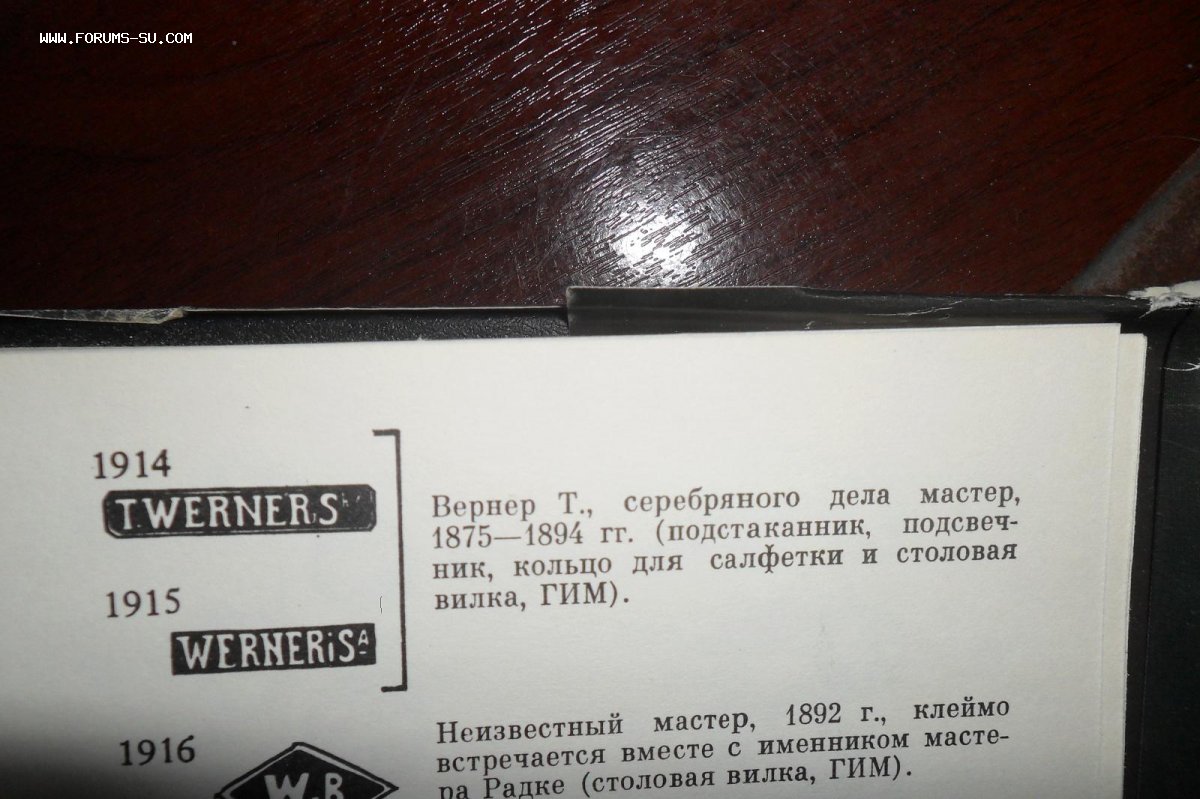 WWW.FORUMS-SU.COM
1914
T.WERNER.S
Вернер Т., серебряного дела мастер,
1875—1894 гг. (подстаканник, подсвеч-
ник, кольцо для салфетки и столовая
вилка, ГИМ).
1915
WERNERiSA
1916
W.B
Неизвестный мастер, 1892 г., клеймо
встречается вместе с именником масте-
ра Радке (столовая вилка, ГИМ).